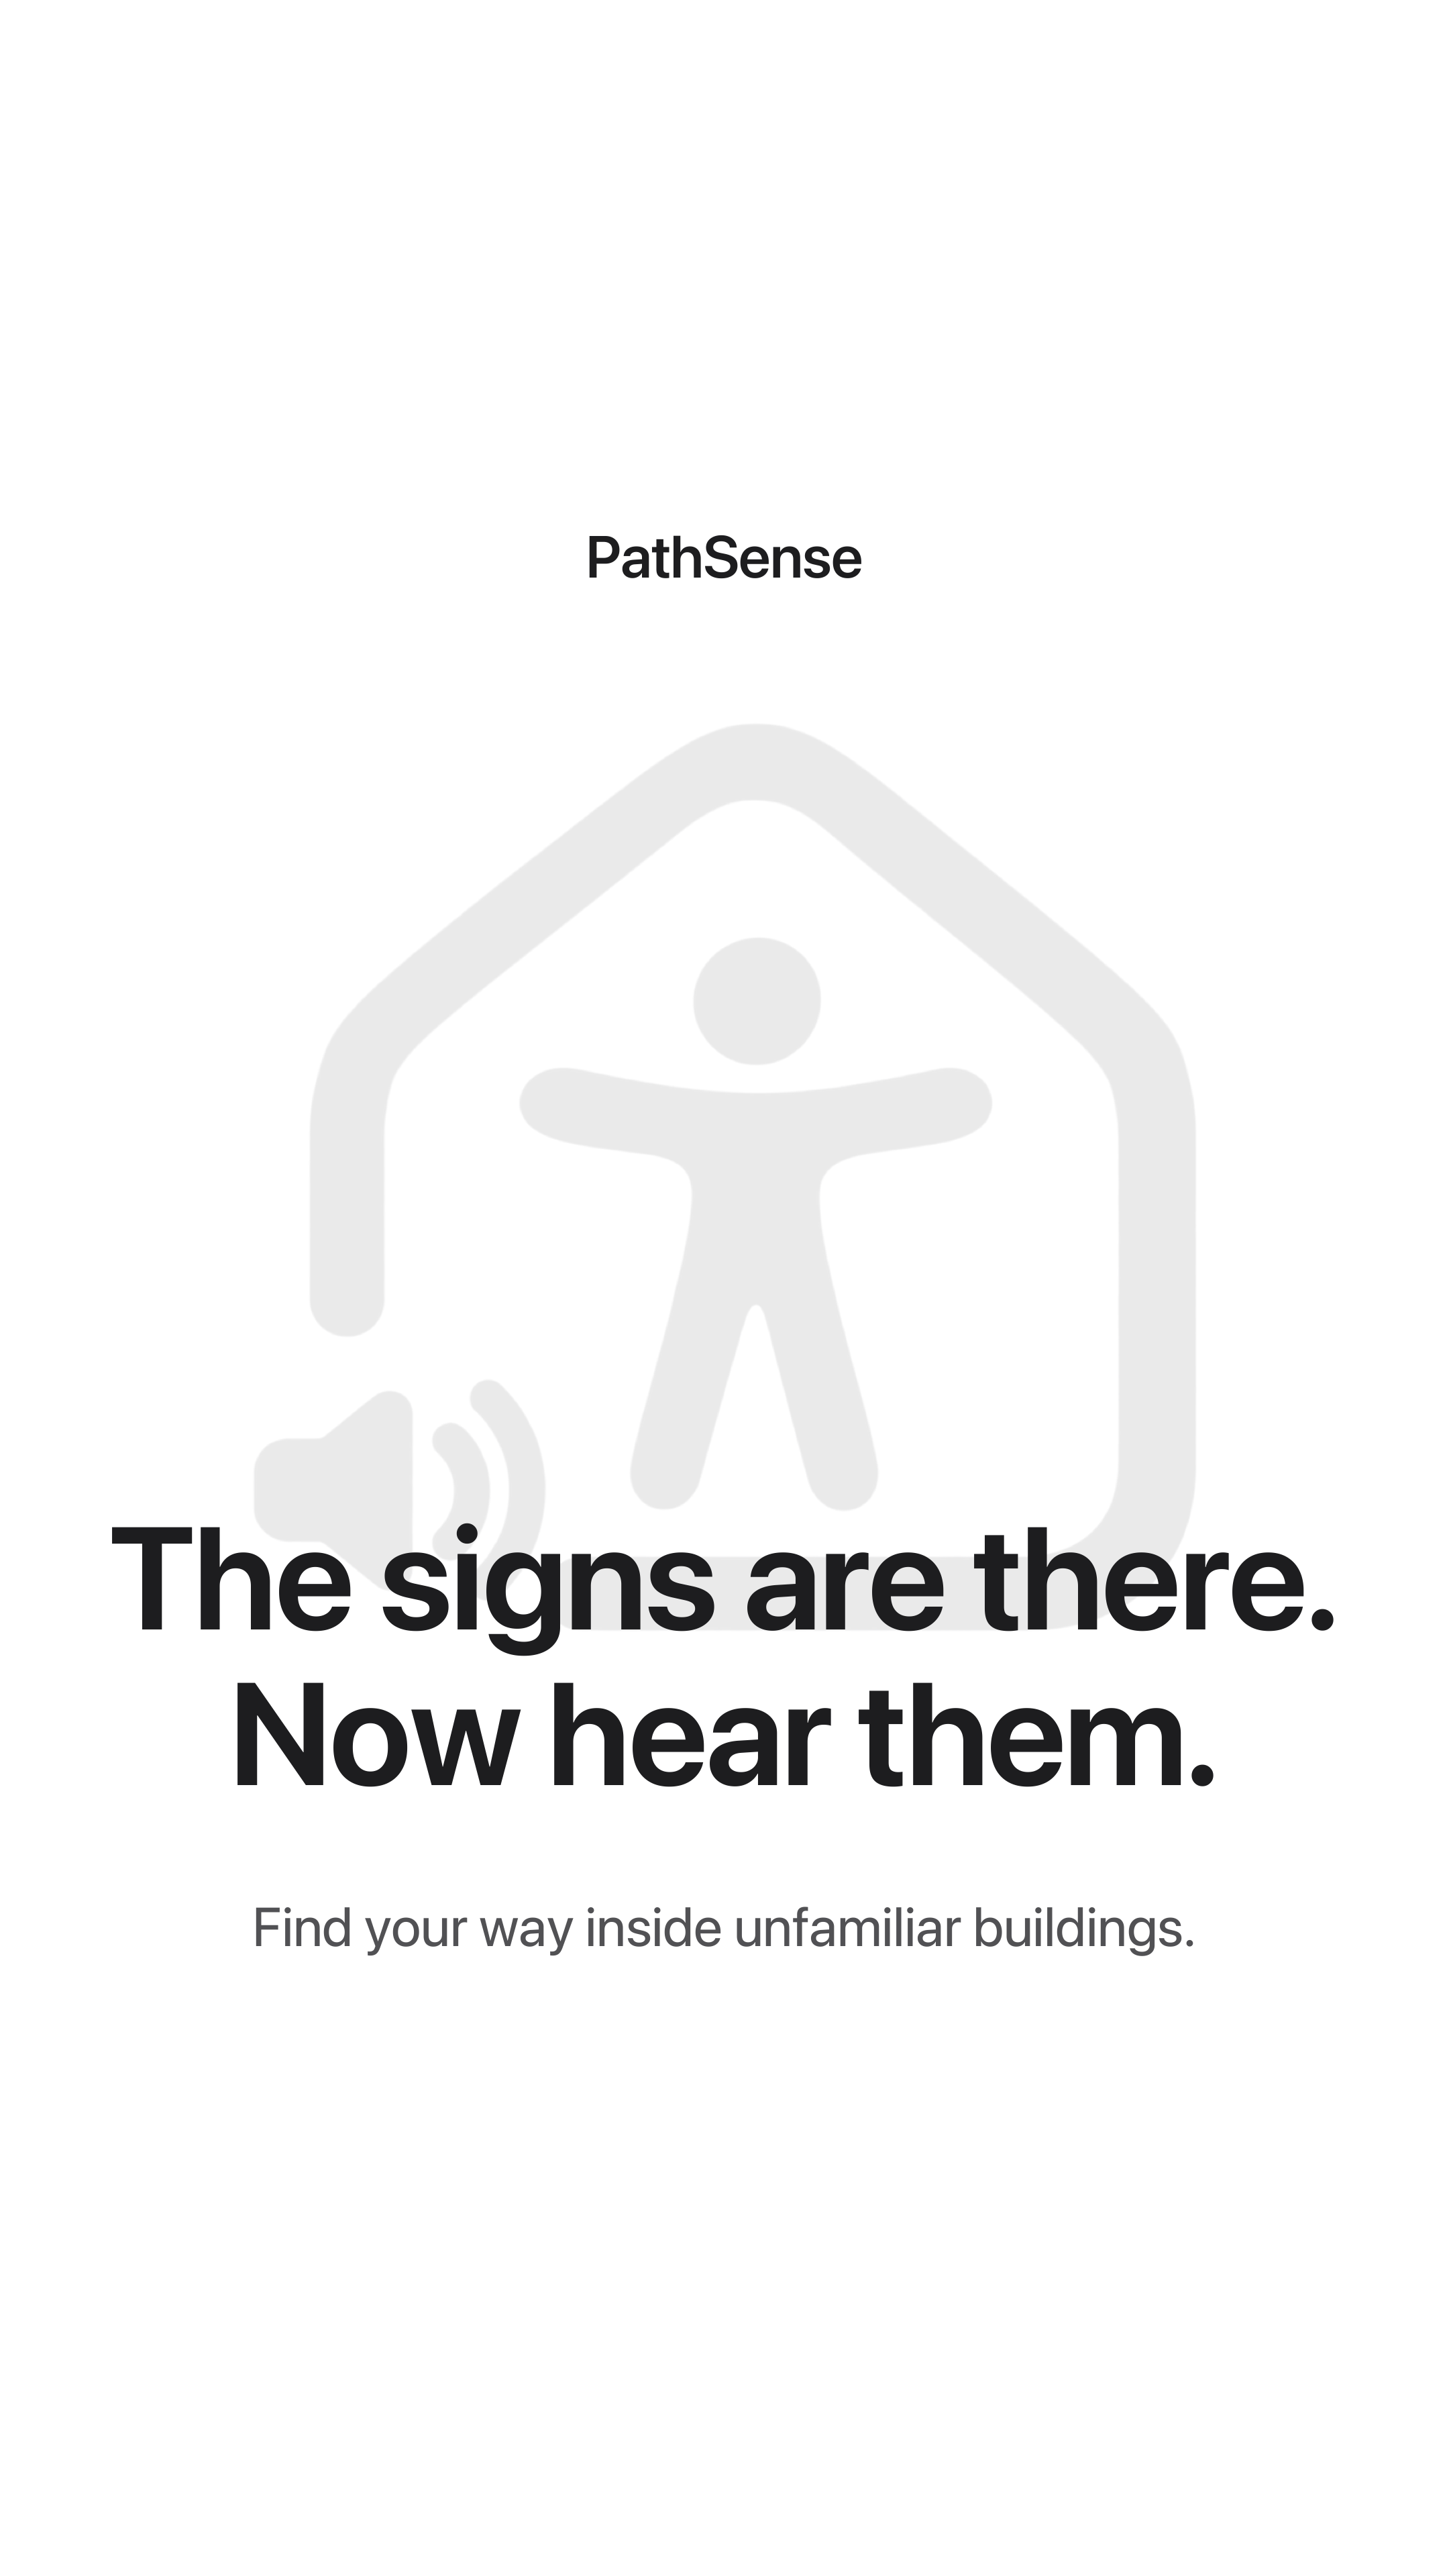 PathSense
The signs are there.
Now hear them.
Find your way inside unfamiliar buildings.